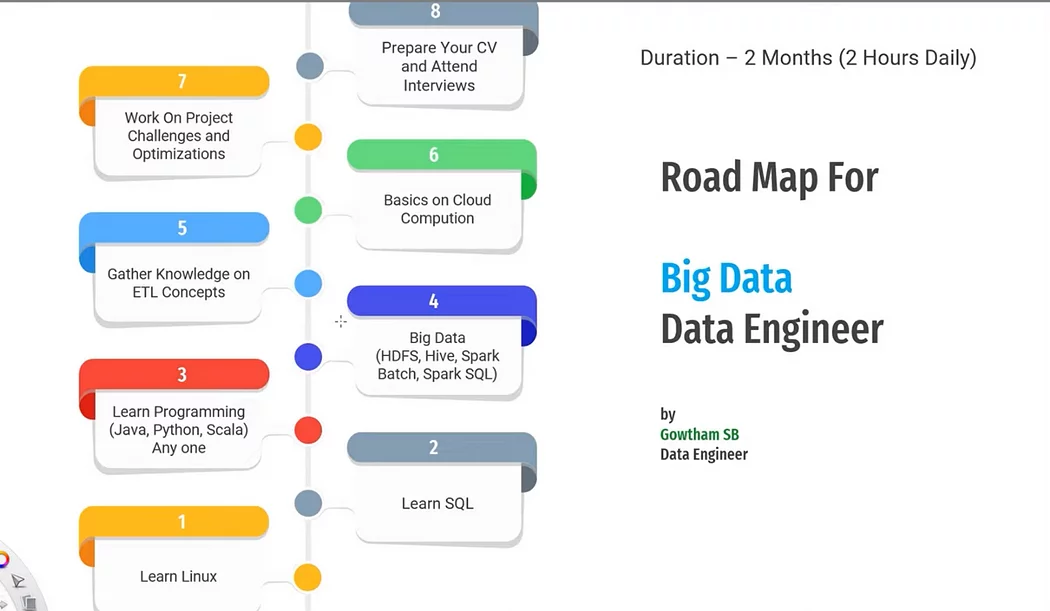 8
Prepare Your CV
and Attend
Interviews
Duration – 2 Months (2 Hours Daily)
7
Work On Project
Challenges and
Optimizations
6
Basics on Cloud
Compution
Road Map For
5
Gather Knowledge on
ETL Concepts
Big Data
Data Engineer
4
Big Data
(HDFS, Hive, Spark
Batch, Spark SQL)
3
Learn Programming
(Java, Python, Scala)
Any one
by
Gowtham SB
Data Engineer
2
Learn SQL
1
Learn Linux